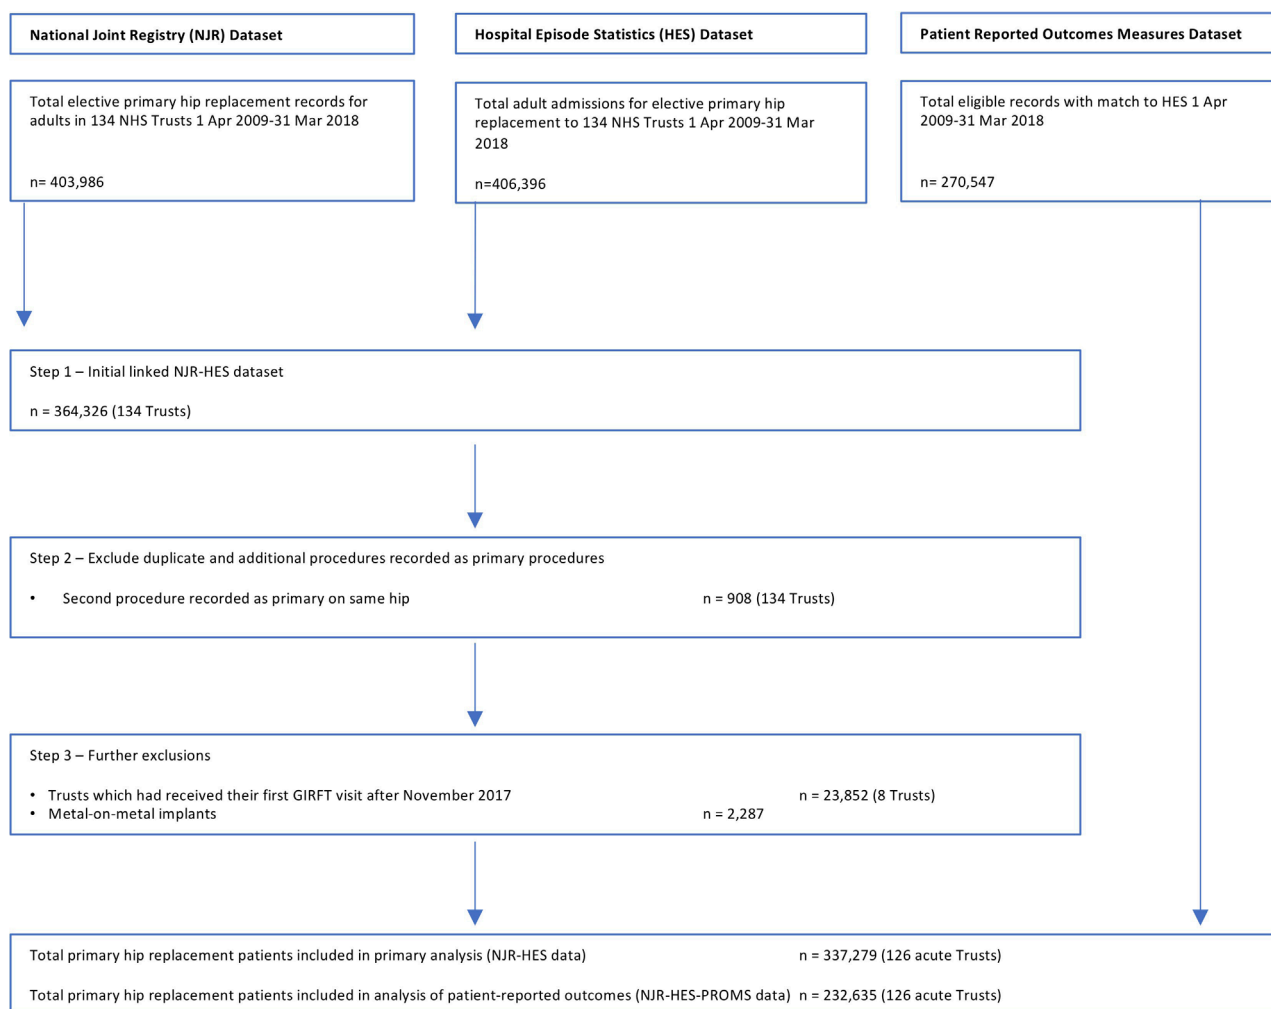 National Joint Registry (NJR) Dataset
Hospital Episode Statistics (HES) Dataset
Patient Reported Outcomes Measures Dataset
Total elective primary hip replacement records for
adults in 134 NHS Trusts 1 Apr 2009-31 Mar 2018
n= 403,986
Total adult admissions for elective primary hip
replacement to 134 NHS Trusts 1 Apr 2009-31 Mar
2018
n=406,396
Total eligible records with match to HES 1 Apr
2009-31 Mar 2018
n= 270,547
Step 1 – Initial linked NJR-HES dataset
n = 364,326 (134 Trusts)
Step 2 – Exclude duplicate and additional procedures recorded as primary procedures
• Second procedure recorded as primary on same hip n = 908 (134 Trusts)
Step 3 – Further exclusions
• Trusts which had received their first GIRFT visit after November 2017 n = 23,852 (8 Trusts)
• Metal-on-metal implants n = 2,287
Total primary hip replacement patients included in primary analysis (NJR-HES data) n = 337,279 (126 acute Trusts)
Total primary hip replacement patients included in analysis of patient-reported outcomes (NJR-HES-PROMS data) n = 232,635 (126 acute Trusts)